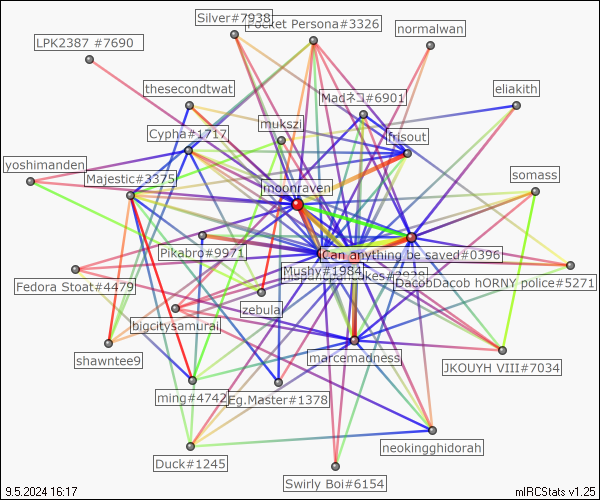 Silver#7938
Pocket Persona#3326
normalwan
LPK2387 #7690
thesecondtwat
Madネコ#6901
eliakith
mukszi
Cypha#1717
frisout
yoshimanden
Majestic#3375
moonraven
somass
Pikabro#9971
Can anything be saved#0396
Mushy#1984
Fedora Stoat#4479
DacobDacob hORNY police#5271
zebula
bigcitysamurai
shawntee9
marcemadness
JKOUYH VIII#7034
ming#4742
Eg.Master#1378
neokingghidorah
Duck#1245
Swirly Boi#6154
9.5.2024 16:17
mIRCStats v1.25